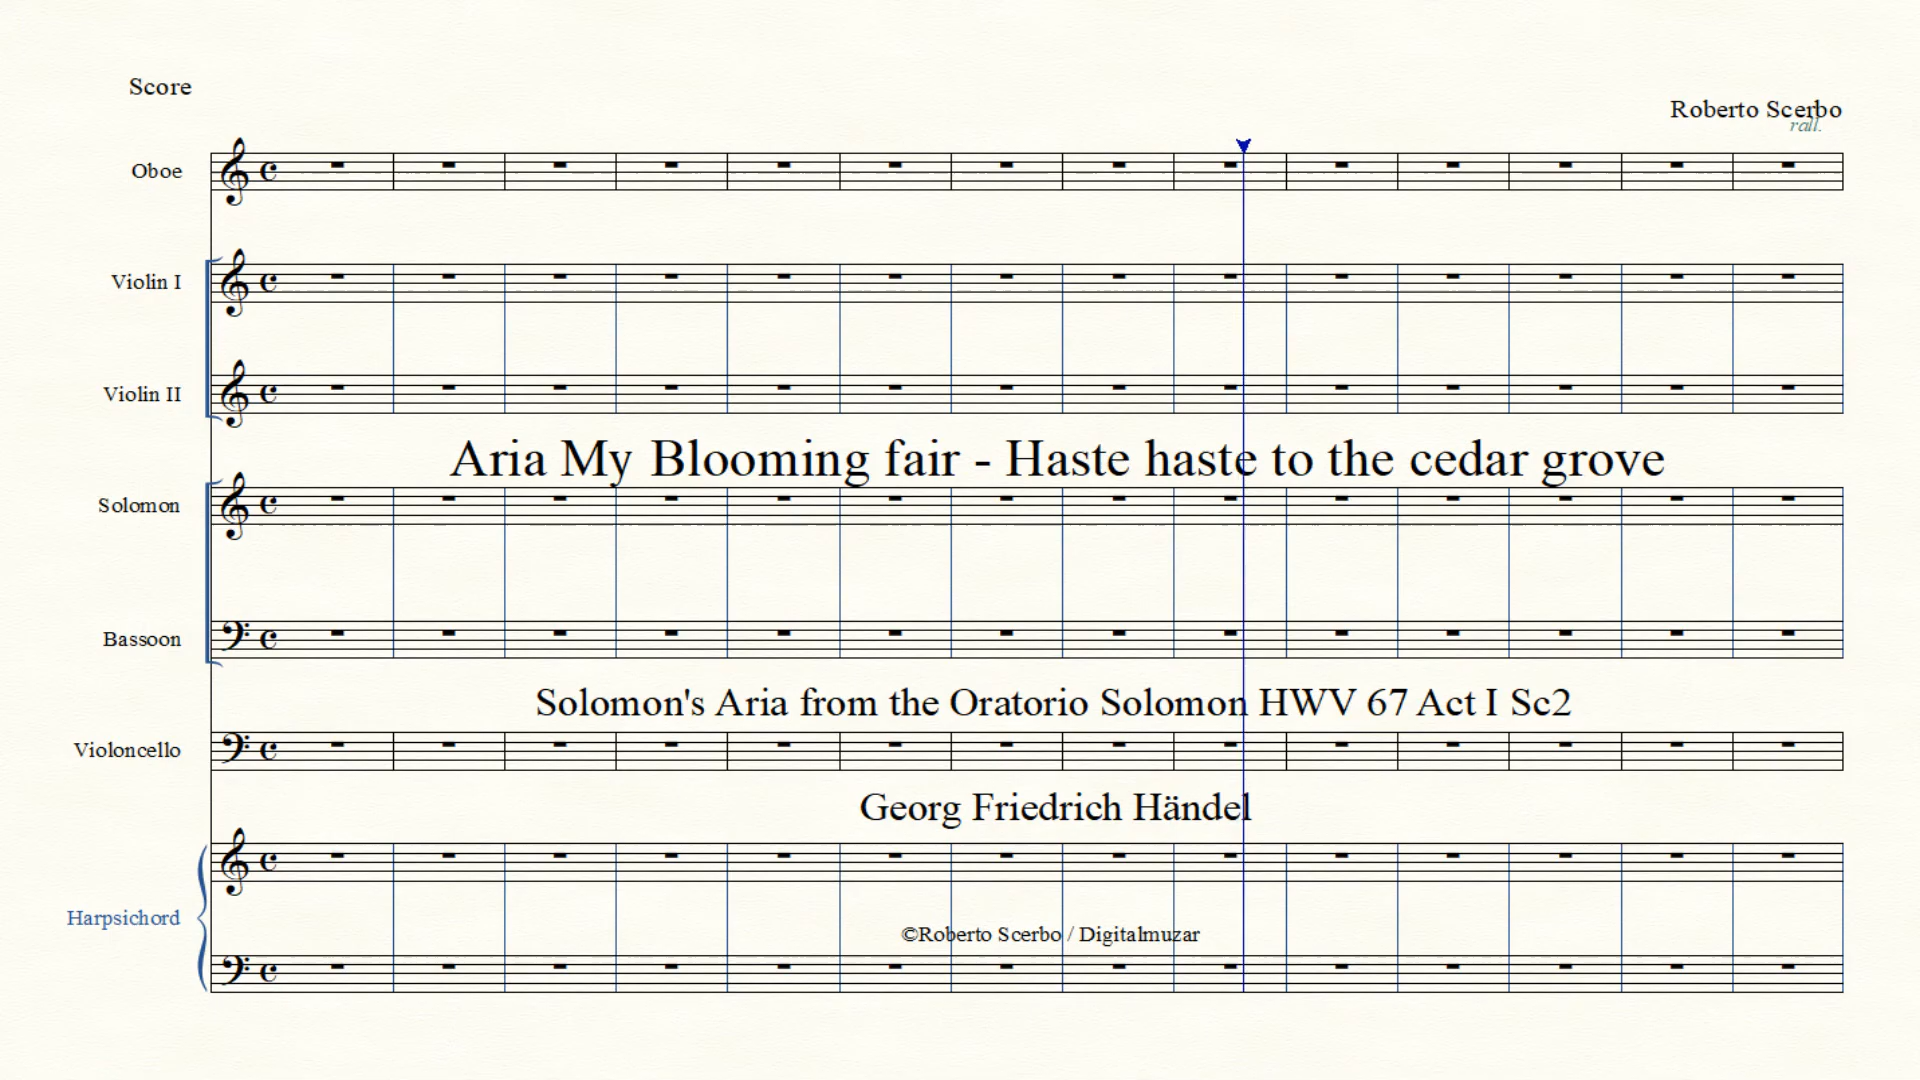 Score
Roberto Scerbo
rall.
Oboe
Violin I
Violin II
Aria My Blooming fair - Haste haste to the cedar grove
Solomon
Bassoon
Solomon's Aria from the Oratorio Solomon HWV 67 Act I Sc2
Violoncello
Georg Friedrich Händel
Harpsichord
©Roberto Scerbo / Digitalmuzar